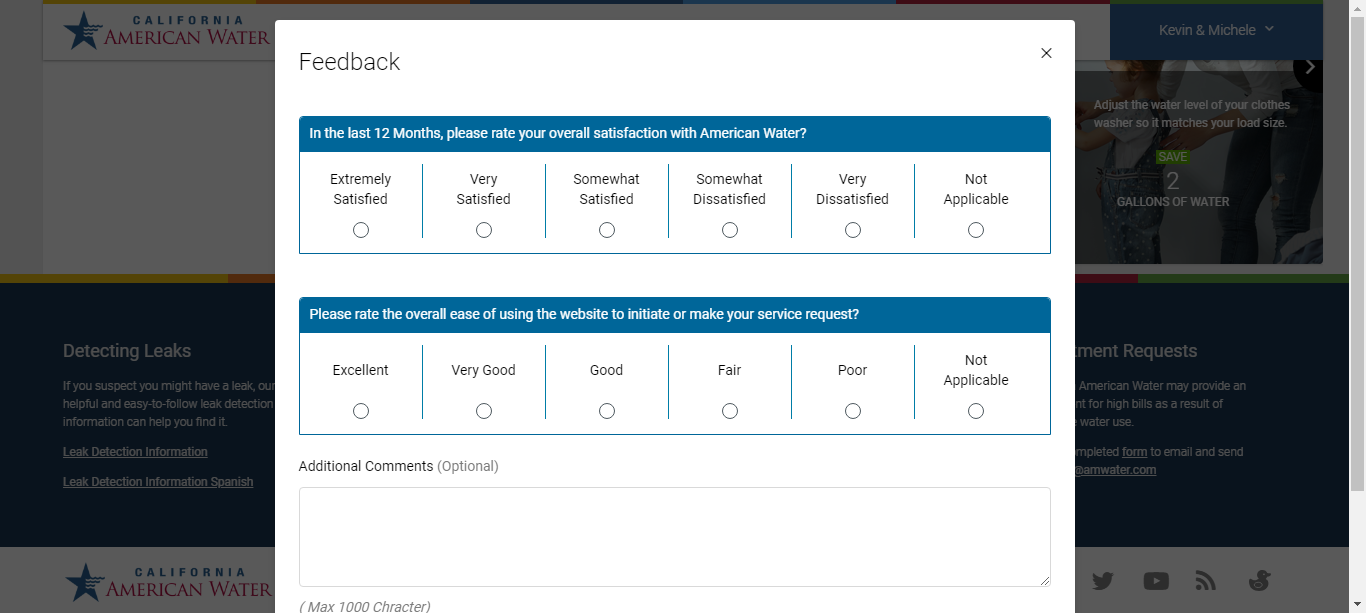 CALIFORNIA
AMERICAN WATER
Kevin & Michele
Feedback
Adjust the water level of your clothes
washer so it matches your load size.
SAVE
2
GALLONS OF WATER
In the last 12 Months, please rate your overall satisfaction with American Water?
Extremely Satisfied
Very Satisfied
Somewhat Satisfied
Somewhat Dissatisfied
Very Dissatisfied
Not Applicable
Please rate the overall ease of using the website to initiate or make your service request?
Excellent
Very Good
Good
Fair
Poor
Not Applicable
Additional Comments (Optional)
( Max 1000 Chracter)
Detecting Leaks
If you suspect you might have a leak, our
helpful and easy-to-follow leak detection
information can help you find it.
Leak Detection Information
Leak Detection Information Spanish
tment Requests
American Water may provide an
nt for high bills as a result of
water use.
mpleted form to email and send
@amwater.com
CALIFORNIA
AMERICAN WATER